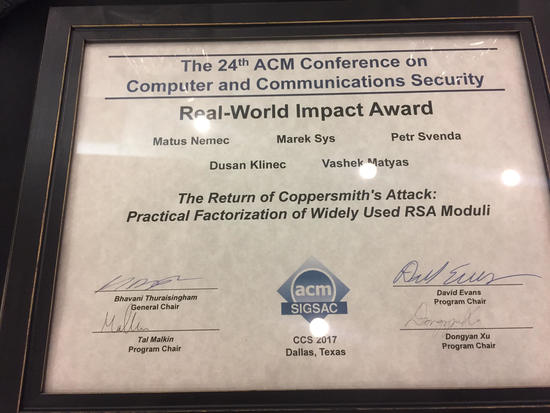 The 24th ACM Conference on
Computer and Communications Security
Real-World Impact Award
Matus Nemec Marek Sys Petr Svenda
Dusan Klinec Vashek Matyas
The Return of Coppersmith's Attack:
Practical Factorization of Widely Used RSA Moduli
Bhavani Thuraisingham
General Chair
David Evans
Program Chair
acm
SIGSAC
Tal Malkin
Program Chair
CCS 2017
Dallas, Texas
Dongyan Xu
Program Chair